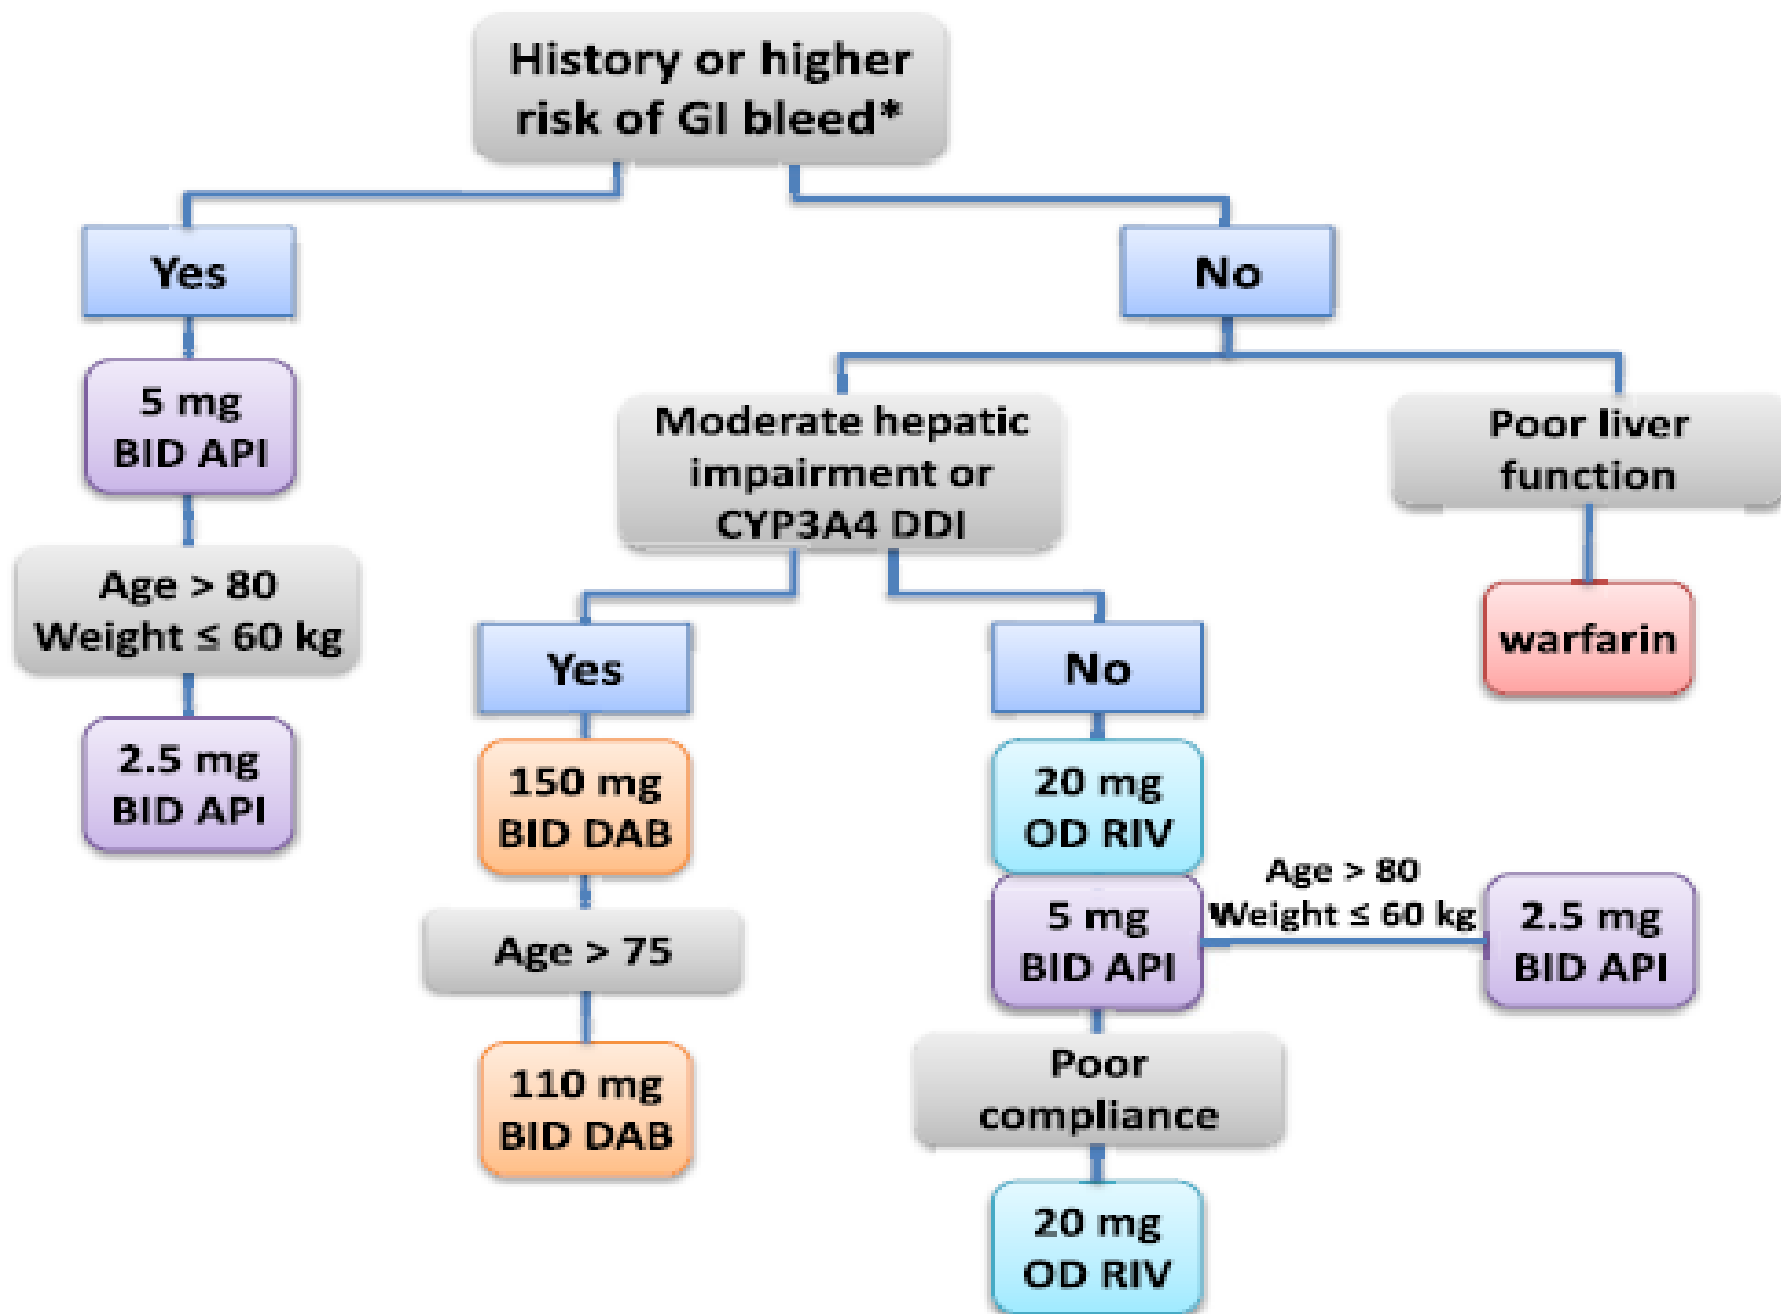 History or higher
risk of GI bleed*
Yes
No
5 mg
BID API
Moderate hepatic
impairment or
CYP3A4 DDI
Poor liver
function
Age > 80
Weight ≤ 60 kg
Yes
No
warfarin
2.5 mg
BID API
150 mg
BID DAB
20 mg
OD RIV
Age > 75
5 mg
BID API
Age > 80
Weight ≤ 60 kg
2.5 mg
BID API
110 mg
BID DAB
Poor
compliance
20 mg
OD RIV